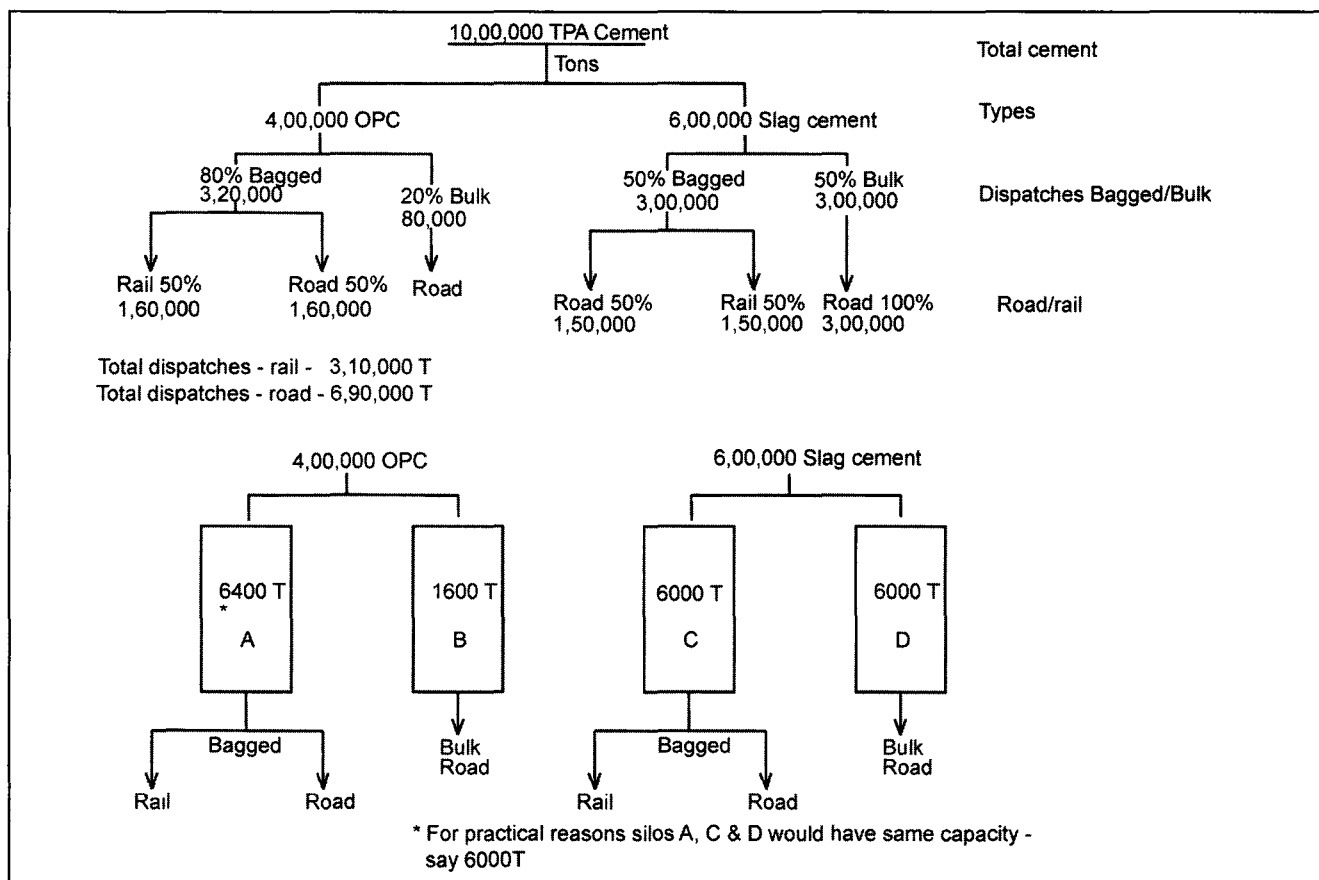 10,00,000 TPA Cement
Total cement
Tons
4,00,000 OPC
6,00,000 Slag cement
Types
80% Bagged
3,20,000
20% Bulk
80,000
50% Bagged
3,00,000
50% Bulk
3,00,000
Dispatches Bagged/Bulk
Rail 50%
1,60,000
Road 50%
1,60,000
Road
Road 50%
1,50,000
Rail 50%
1,50,000
Road 100%
3,00,000
Road/rail
Total dispatches - rail - 3,10,000 T
Total dispatches - road - 6,90,000 T
4,00,000 OPC
6,00,000 Slag cement
6400 T
*
A
1600 T
B
6000 T
C
6000 T
D
Bagged
Rail
Road
Bulk
Road
Bagged
Rail
Road
Bulk
Road
* For practical reasons silos A, C & D would have same capacity -
say 6000T